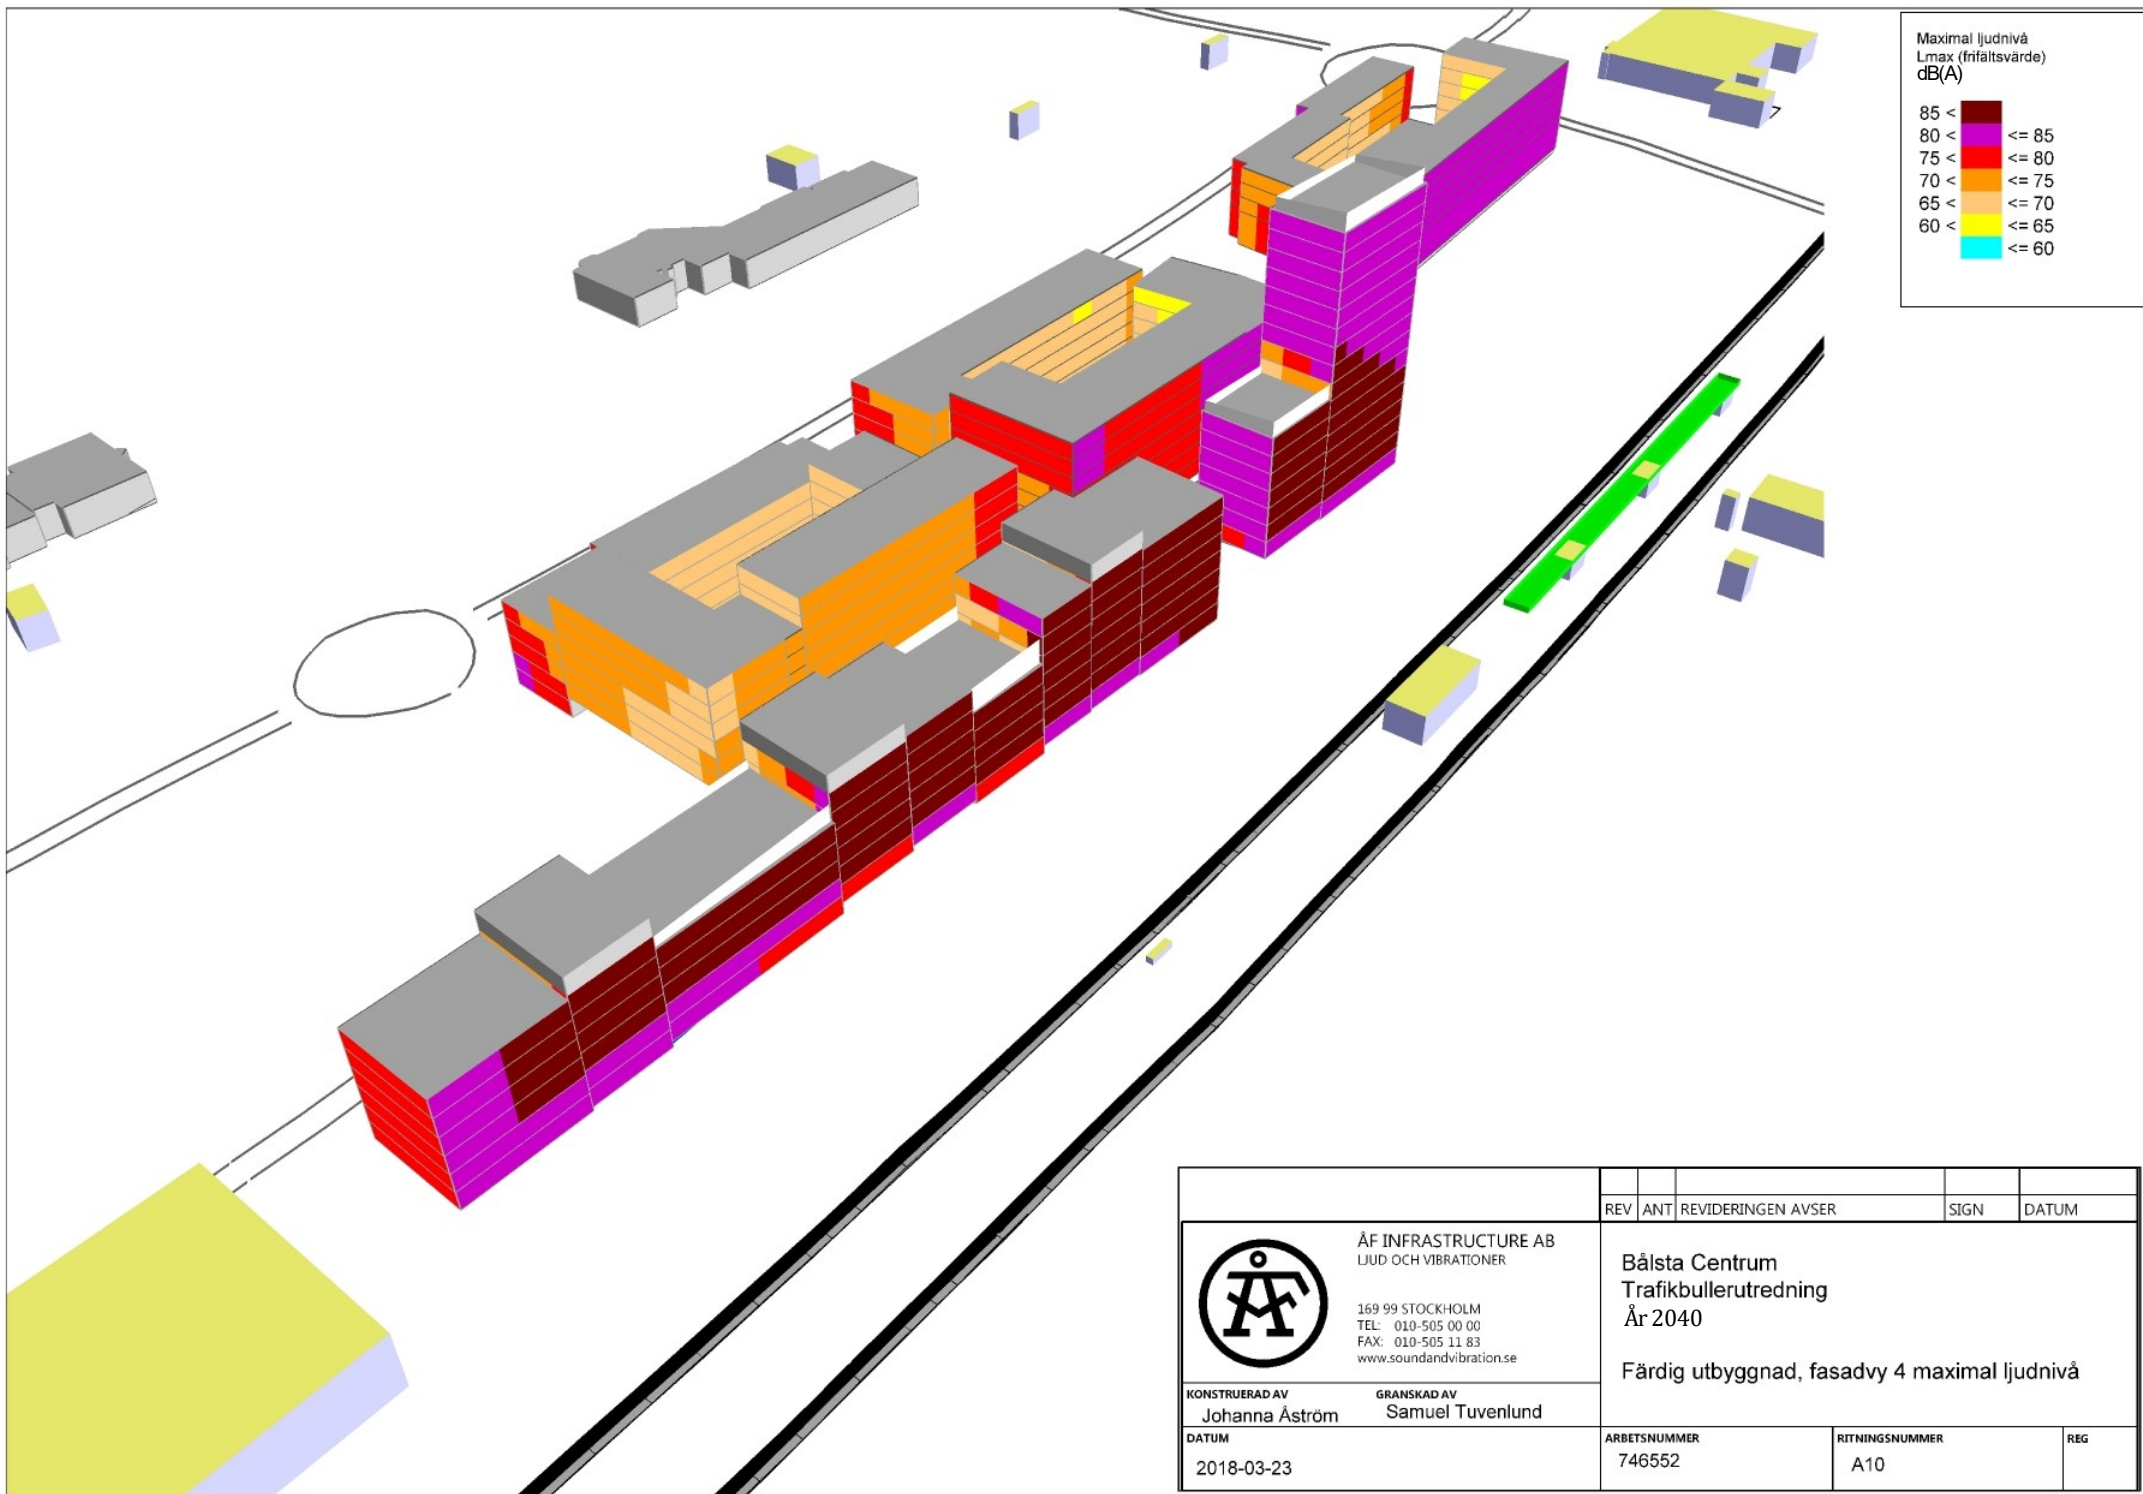 Maximal ljudnivå
Lmax (frifältsvärde)
dB(A)
85 <
80 < <= 85
75 < <= 80
70 < <= 75
65 < <= 70
60 < <= 65
<= 60
REV ANT REVIDERINGEN AVSER SIGN DATUM
ÅF
ÅF INFRASTRUCTURE AB
LJUD OCH VIBRATIONER
169 99 STOCKHOLM
TEL: 010-505 00 00
FAX: 010-505 11 83
www.soundandvibration.se
Bålsta Centrum
Trafikbullerutredning
År 2040
Färdig utbyggnad, fasadvy 4 maximal ljudnivå
KONSTRUERAD AV GRANSKAD AV
Johanna Åström Samuel Tuvenlund
DATUM
2018-03-23
ARBETSNUMMER RITNINGSNUMMER REG
746552 A10